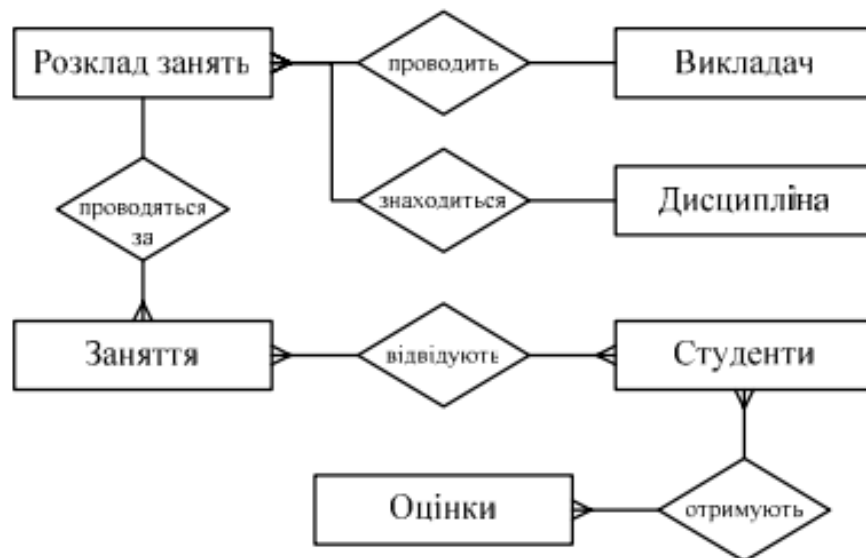 Розклад занять
проводить
Викладач
знаходиться
Дисципліна
проводяться
за
Заняття
відвідують
Студенти
Оцінки
отримують